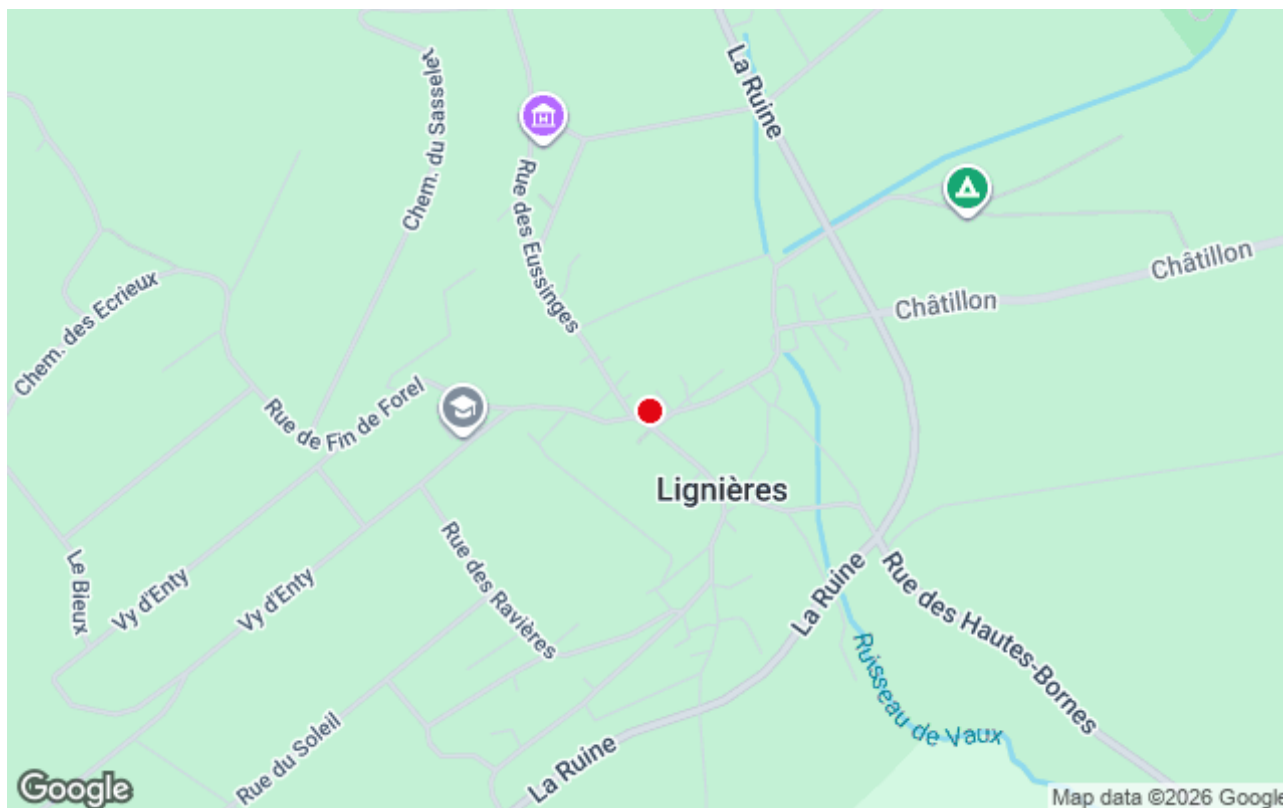 La Ruine
Chem. du Sasselet
Rue des Eussinges
Châtillon
Châtillon
Chem. des Ecrieux
Rue de Fin de Forel
Lignières
Le Bieux
Vy d'Enty
Vy d'Enty
Rue des Ravières
La Ruine
Rue des Hautes-Bornes
Ruisseau de Vaux
Rue du Soleil
La Ruine
Google
Map data ©2026 Google